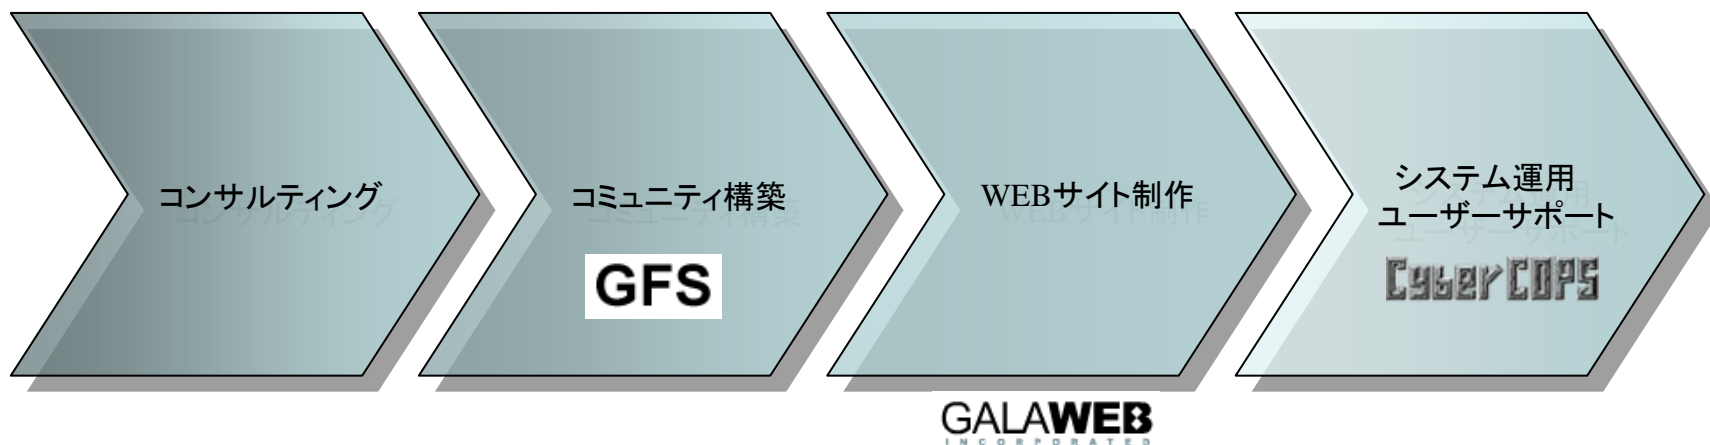 コンサルティング
コミュニティ構築
GFS
WEBサイト制作
GALAWEB
INCORPORATED
システム運用
ユーザーサポート
CyberCOPS